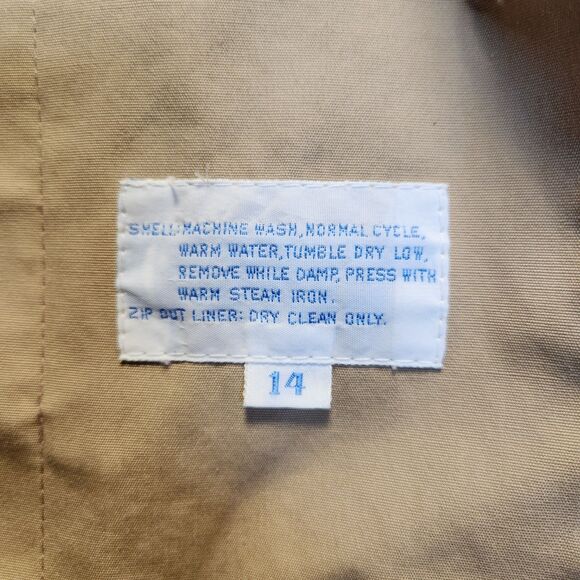 SHELL:MACHINE WASH, NORMAL CYCLE,
WARM WATER, TUMBLE DRY LOW,
REMOVE WHILE DAMP, PRESS WITH
WARM STEAM IRON.
ZIP OUT LINER: DRY CLEAN ONLY.
14